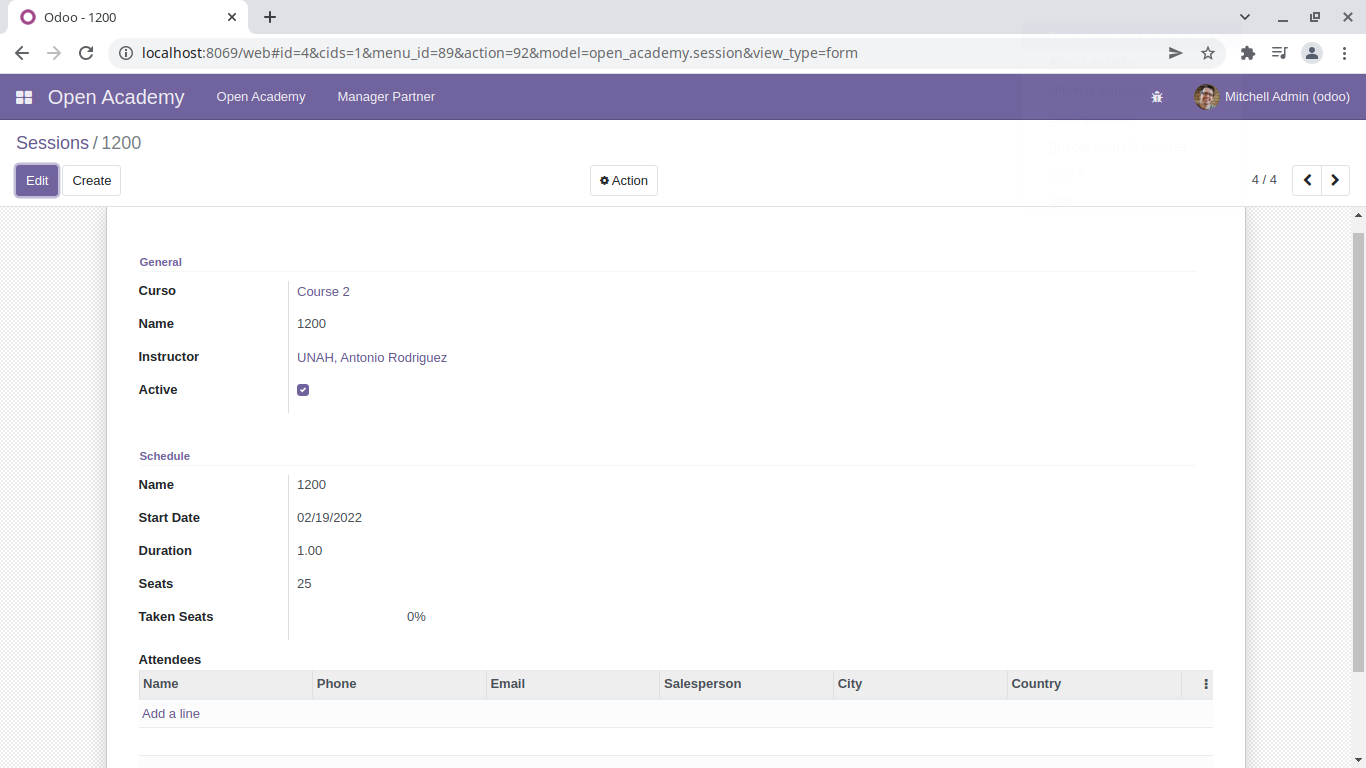 Odoo - 1200
localhost:8069/web#id=4&cids=1&menu_id=89&action=92&model=open_academy.session&view_type=form
Open Academy Open Academy Manager Partner Mitchell Admin (odoo)
Sessions / 1200
Edit Create Action 4 / 4
General
Curso Course 2
Name 1200
Instructor UNAH, Antonio Rodriguez
Active
Schedule
Name 1200
Start Date 02/19/2022
Duration 1.00
Seats 25
Taken Seats 0%
Attendees
Name Phone Email Salesperson City Country
Add a line